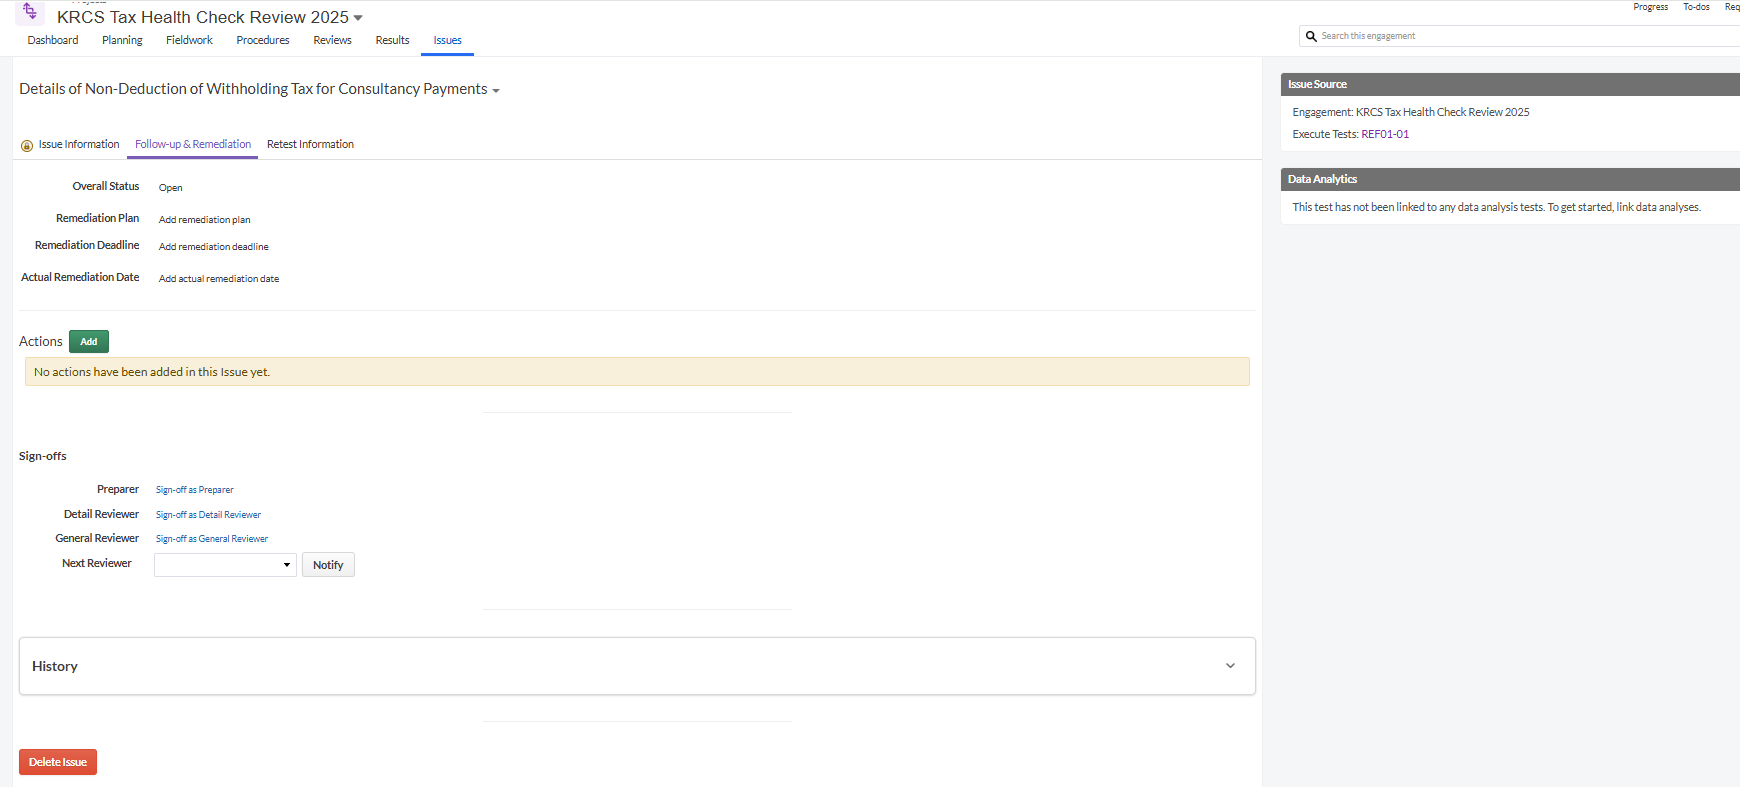 KRCS Tax Health Check Review 2025
Progress To-dos
Dashboard Planning Fieldwork Procedures Reviews Results Issues
Search this engagement
Details of Non-Deduction of Withholding Tax for Consultancy Payments
Issue Information Follow-up & Remediation Retest Information
Overall Status Open
Remediation Plan Add remediation plan
Remediation Deadline Add remediation deadline
Actual Remediation Date Add actual remediation date
Actions Add
No actions have been added in this Issue yet.
Sign-offs
Preparer Sign-off as Preparer
Detail Reviewer Sign-off as Detail Reviewer
General Reviewer Sign-off as General Reviewer
Next Reviewer Notify
History
Delete Issue
Issue Source
Engagement: KRCS Tax Health Check Review 2025
Execute Tests: REF01-01
Data Analytics
This test has not been linked to any data analysis tests. To get started, link data analyses.